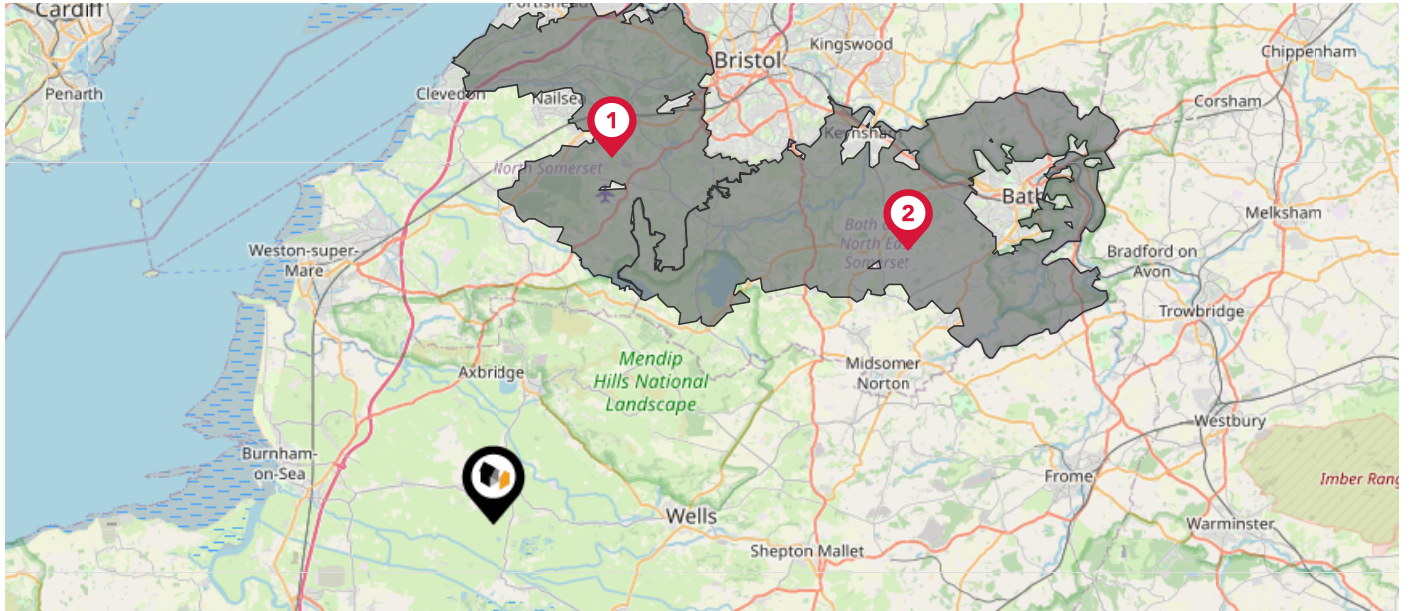 Cardiff
Portishead
Bristol
Kingswood
Chippenham
Penarth
Clevedon
Nailsea
Corsham
1
Keynsham
North Somerset
Bath
2
Melksham
Weston-super-
Mare
Bath
North Ea
Somerset
Bradford on
Avon
Trowbridge
Mendip
Hills National
Landscape
Axbridge
Midsomer
Norton
Westbury
Burnham-
on-Sea
Frome
Imber Rang
Wells
Warminster
Shepton Mallet